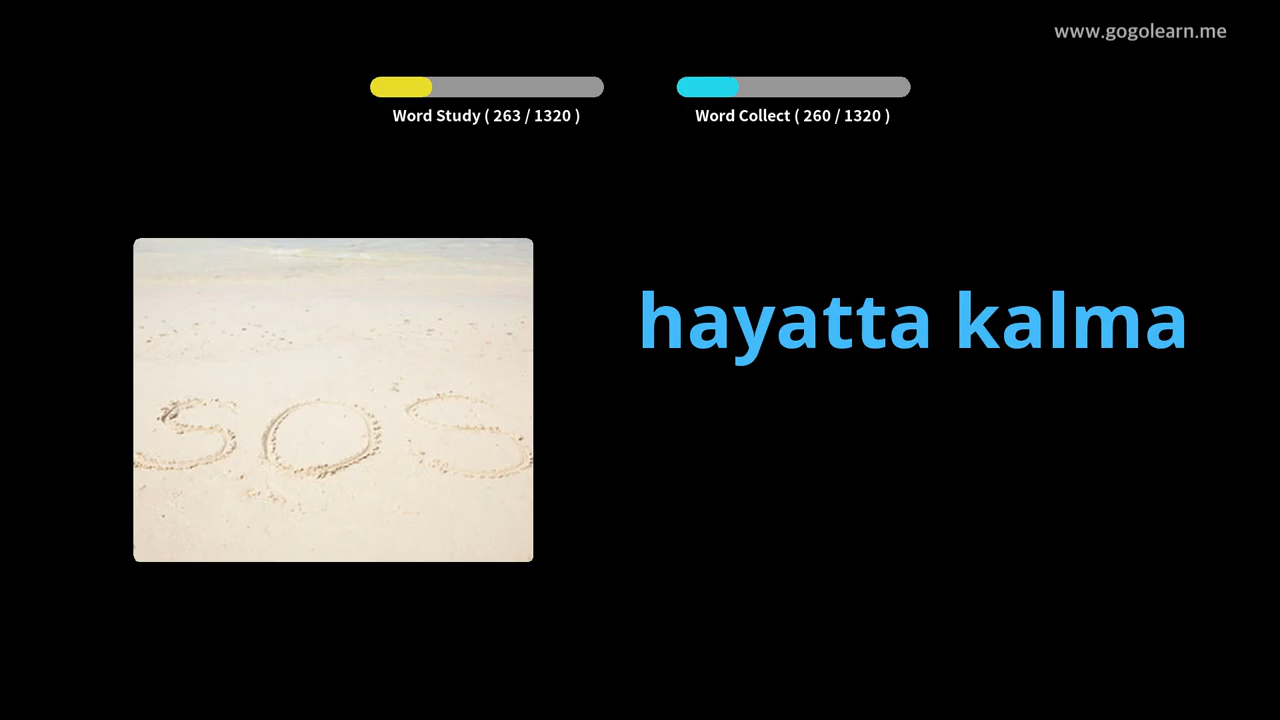 www.gogolearn.me
Word Study ( 263 / 1320 )
Word Collect ( 260 / 1320 )
hayatta kalma
SOS